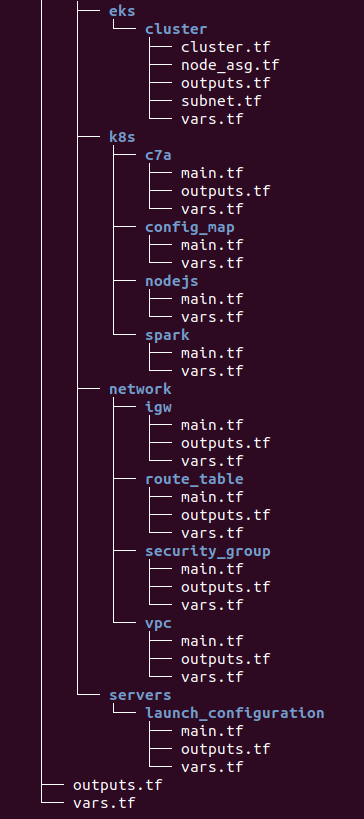 eks
cluster
cluster.tf
node_asg.tf
outputs.tf
subnet.tf
vars.tf
k8s
c7a
main.tf
outputs.tf
vars.tf
config_map
main.tf
vars.tf
nodejs
main.tf
vars.tf
spark
main.tf
vars.tf
network
igw
main.tf
outputs.tf
vars.tf
route_table
main.tf
outputs.tf
vars.tf
security_group
main.tf
outputs.tf
vars.tf
vpc
main.tf
outputs.tf
vars.tf
servers
launch_configuration
main.tf
outputs.tf
vars.tf
outputs.tf
vars.tf